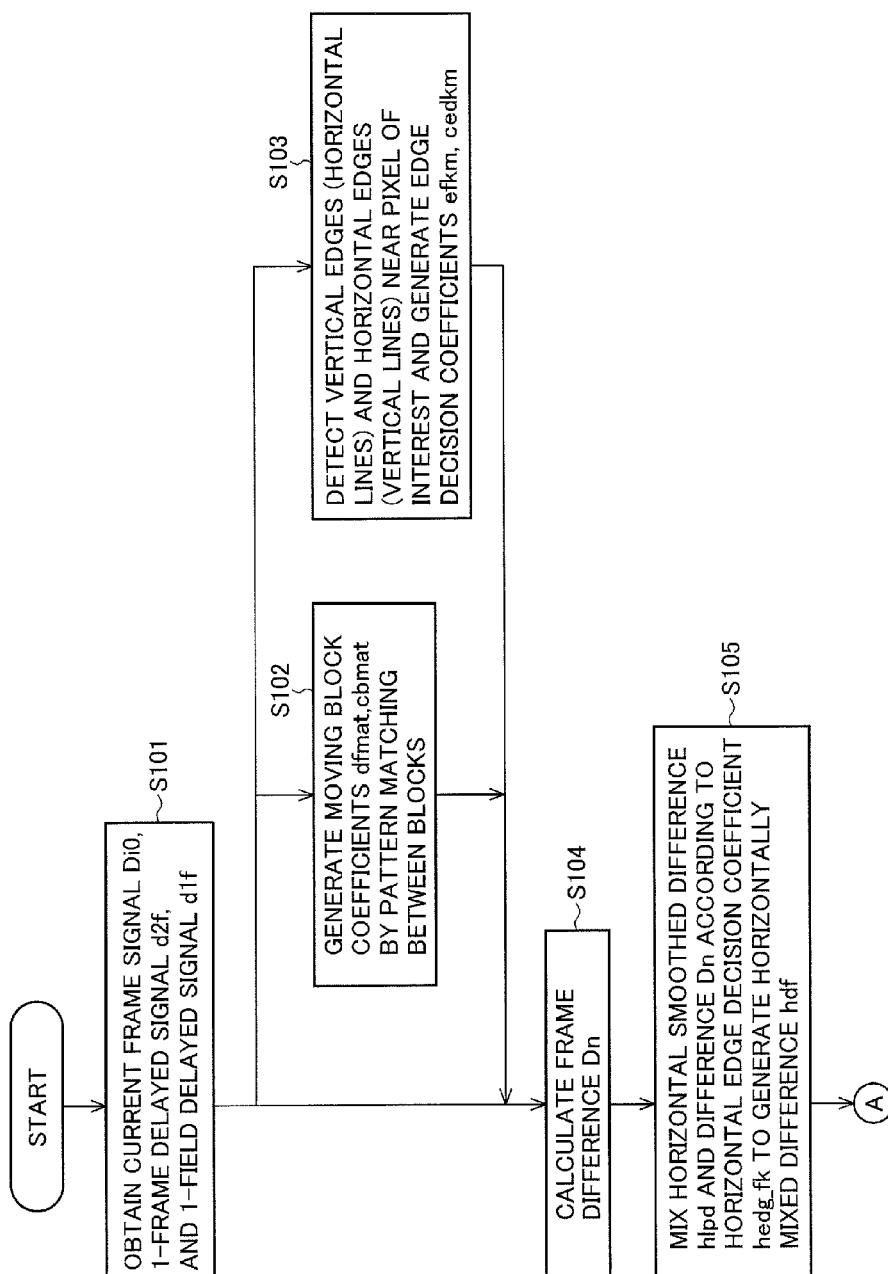 START
S101
OBTAIN CURRENT FRAME SIGNAL Di0,
1-FRAME DELAYED SIGNAL d2f,
AND 1-FIELD DELAYED SIGNAL d1f
S102
GENERATE MOVING BLOCK
COEFFICIENTS dfmat,cbmat
BY PATTERN MATCHING
BETWEEN BLOCKS
S103
DETECT VERTICAL EDGES (HORIZONTAL
LINES) AND HORIZONTAL EDGES
(VERTICAL LINES) NEAR PIXEL OF
INTEREST AND GENERATE EDGE
DECISION COEFFICIENTS efkm, cedkm
S104
CALCULATE FRAME
DIFFERENCE Dn
S105
MIX HORIZONTAL SMOOTHED DIFFERENCE
hlpd AND DIFFERENCE Dn ACCORDING TO
HORIZONTAL EDGE DECISION COEFFICIENT
hedg_fk TO GENERATE HORIZONTALLY
MIXED DIFFERENCE hdf
A